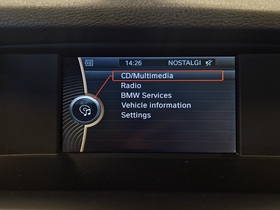 14:26 NOSTALGI
CD/Multimedia
Radio
BMW Services
Vehicle information
Settings